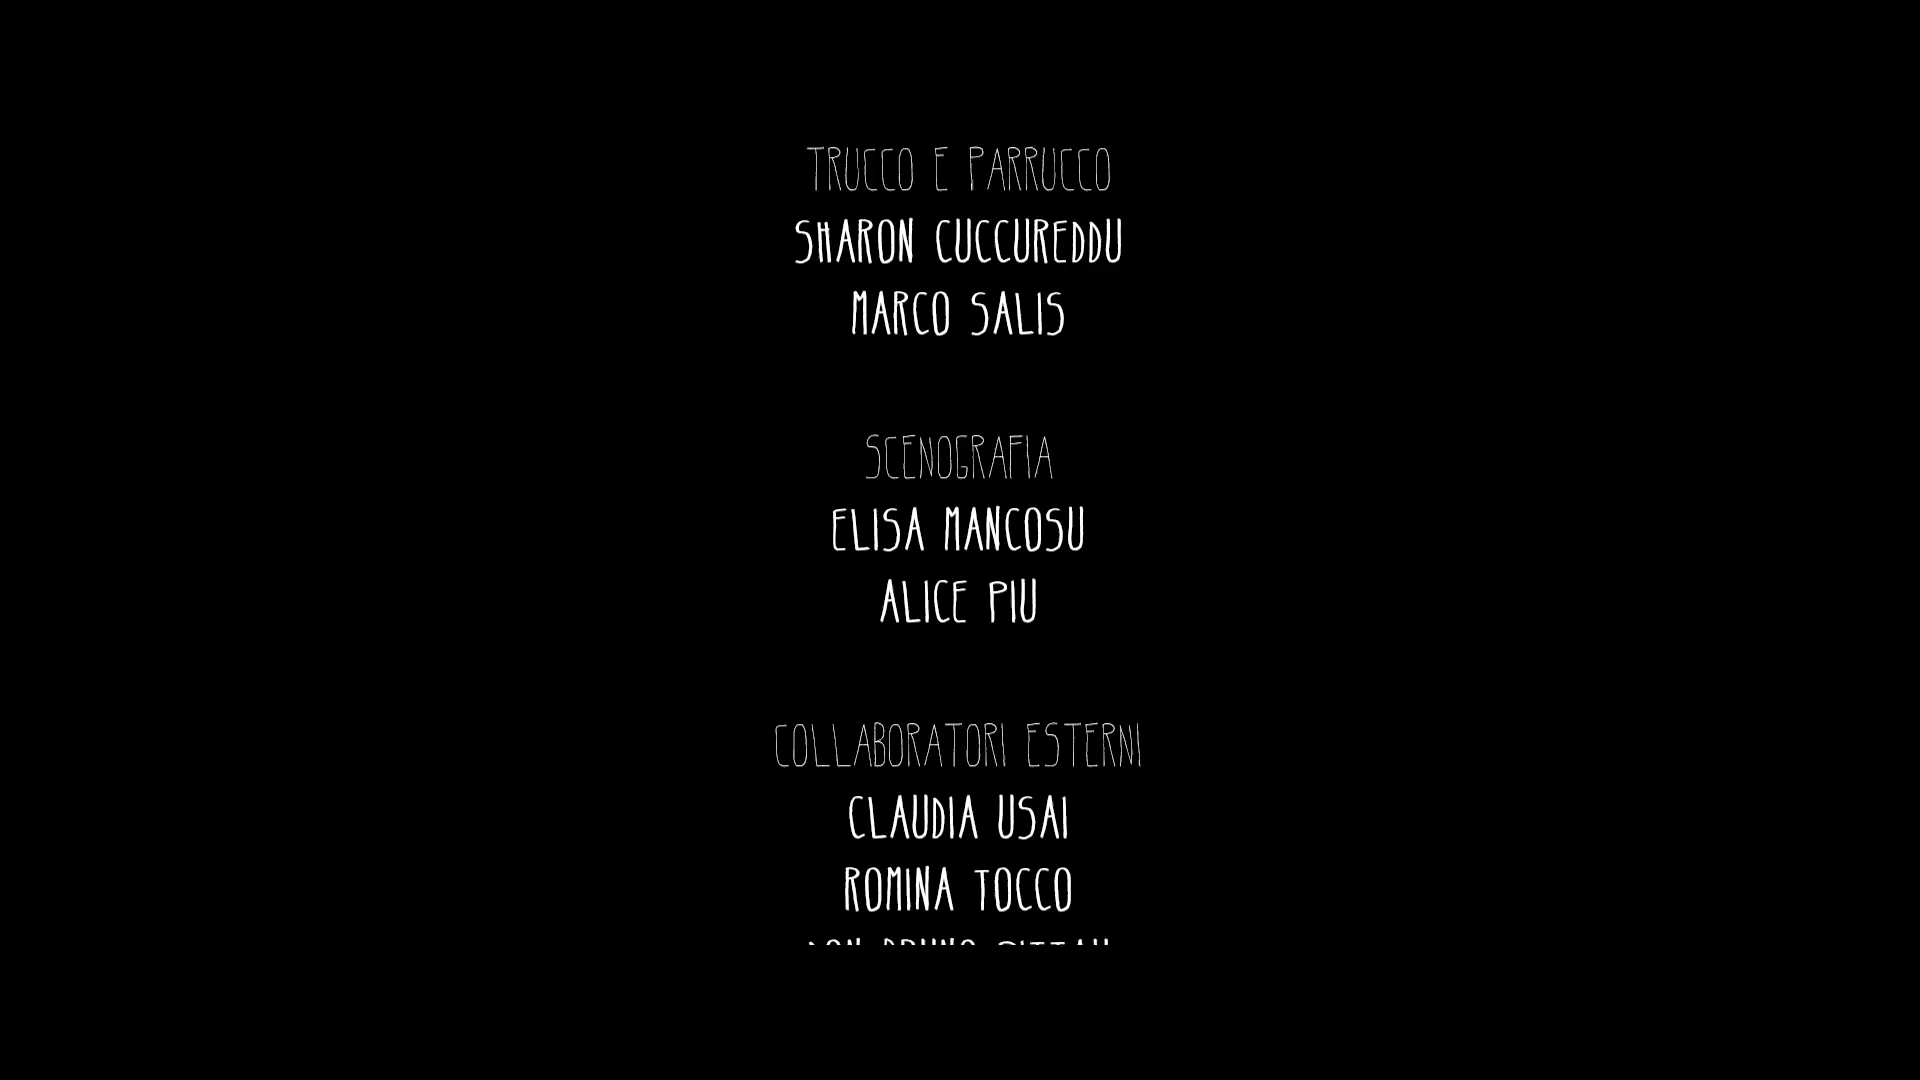 TRUCCO E PARRUCCO
SHARON CUCCUREDDU
MARCO SALIS
SCENOGRAFIA
ELISA MANCOSU
ALICE PIU
COLLABORATORI ESTERNI
CLAUDIA USAI
ROMINA TOCCO